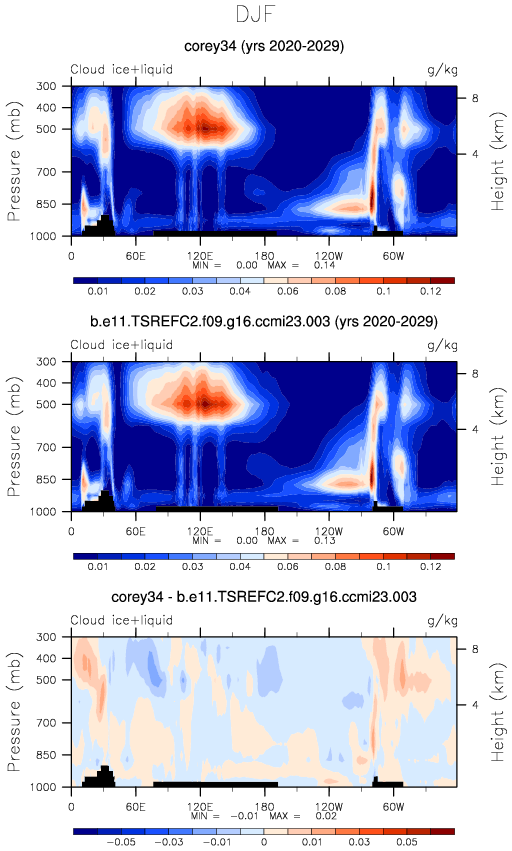 DJF
corey34 (yrs 2020-2029)
Cloud ice+liquid g/kg
300
400
500
700
850
1000
Pressure (mb)
8
4
Height (km)
0 60E 120E 180 120W 60W
MIN = 0.00 MAX = 0.14
0.01 0.02 0.03 0.04 0.06 0.08 0.1 0.12
b.e11.TSREFC2.f09.g16.ccmi23.003 (yrs 2020-2029)
Cloud ice+liquid g/kg
300
400
500
700
850
1000
Pressure (mb)
8
4
Height (km)
0 60E 120E 180 120W 60W
MIN = 0.00 MAX = 0.13
0.01 0.02 0.03 0.04 0.06 0.08 0.1 0.12
corey34 - b.e11.TSREFC2.f09.g16.ccmi23.003
Cloud ice+liquid g/kg
300
400
500
700
850
1000
Pressure (mb)
8
4
Height (km)
0 60E 120E 180 120W 60W
MIN = -0.01 MAX = 0.02
-0.05 -0.03 -0.01 0 0.01 0.03 0.05